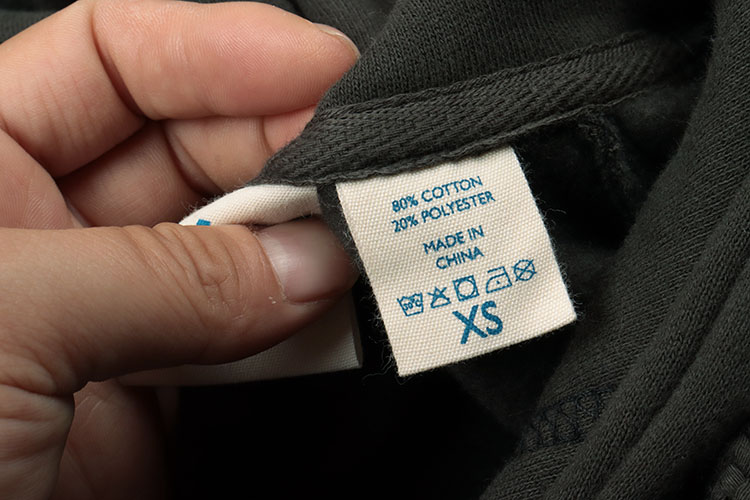 80% COTTON
20% POLYESTER
MADE IN
CHINA
XS